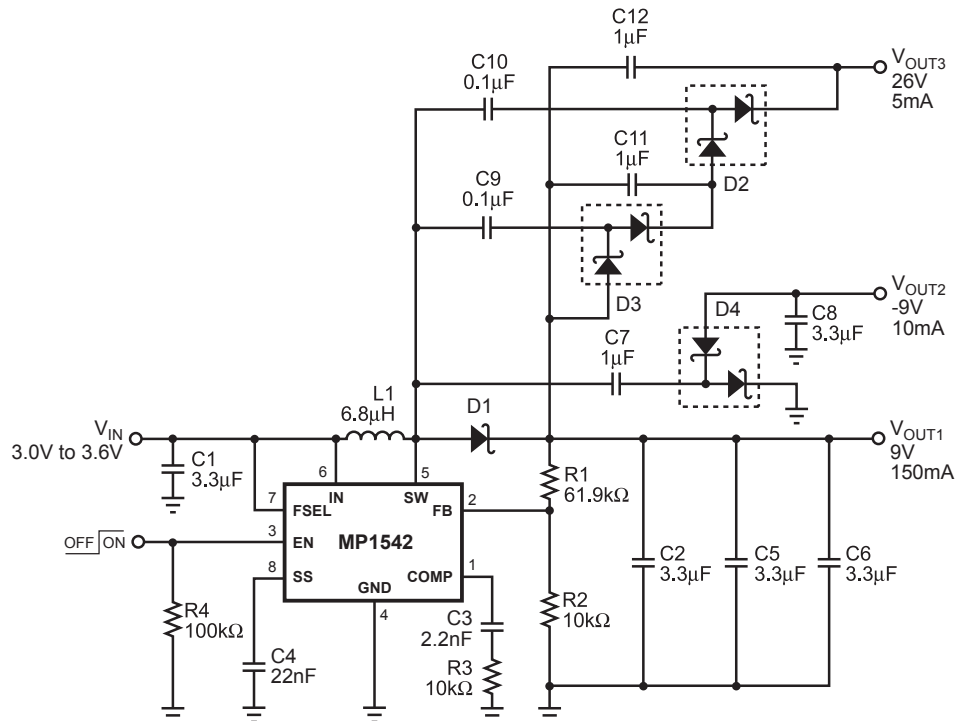 C12
1μF
C10
0.1μF
VOUT3
26V
5mA
C11
1μF
D2
C9
0.1μF
D3
VOUT2
-9V
10mA
D4
C8
3.3μF
C7
1μF
L1
6.8μH
D1
VIN
3.0V to 3.6V
VOUT1
9V
150mA
C1
3.3μF
6
5
IN
SW
R1
61.9kΩ
7
FSEL
FB
2
3
EN
MP1542
OFF ON
8
SS
COMP
1
GND
4
C2
3.3μF
C5
3.3μF
C6
3.3μF
R2
10kΩ
R4
100kΩ
C3
2.2nF
C4
22nF
R3
10kΩ